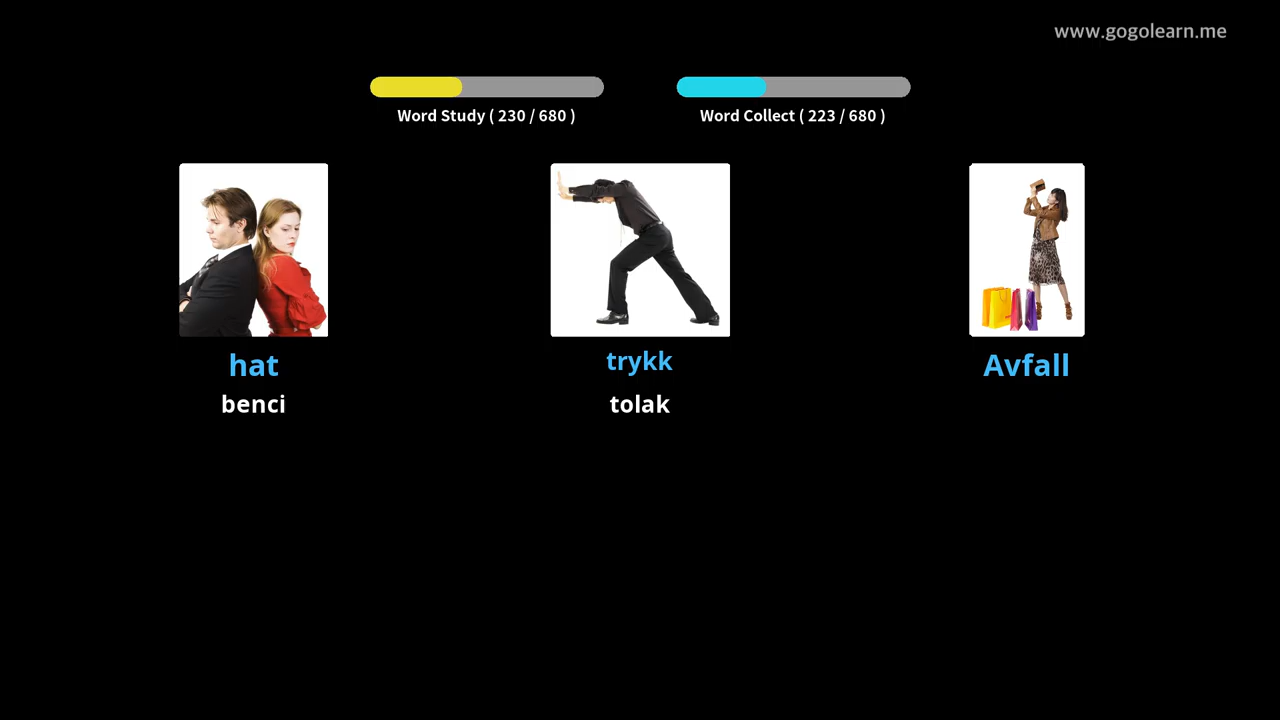 www.gogolearn.me
Word Study ( 230 / 680 )
Word Collect ( 223 / 680 )
hat
trykk
Avfall
benci
tolak